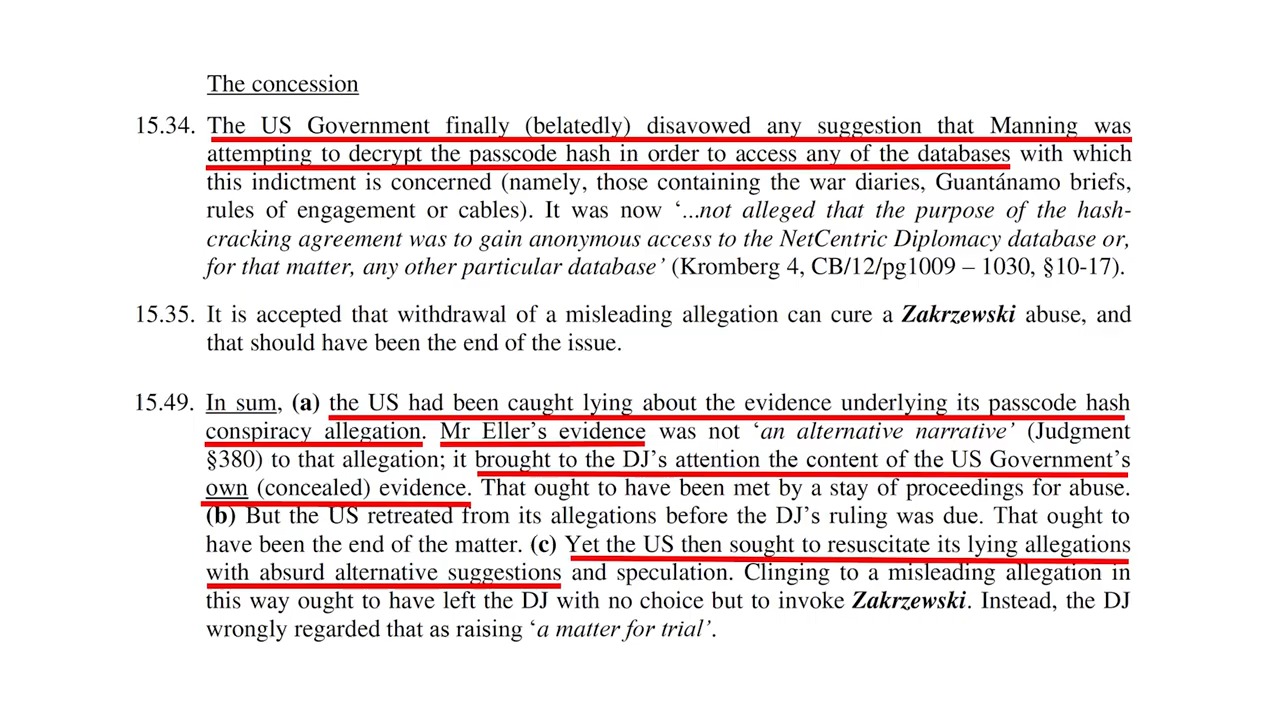 The concession
15.34. The US Government finally (belatedly) disavowed any suggestion that Manning was
attempting to decrypt the passcode hash in order to access any of the databases with which
this indictment is concerned (namely, those containing the war diaries, Guantánamo briefs,
rules of engagement or cables). It was now ‘...not alleged that the purpose of the hash-
cracking agreement was to gain anonymous access to the NetCentric Diplomacy database or,
for that matter, any other particular database’ (Kromberg 4, CB/12/pg1009 – 1030, §10-17).
15.35. It is accepted that withdrawal of a misleading allegation can cure a Zakrzewski abuse, and
that should have been the end of the issue.
15.49. In sum, (a) the US had been caught lying about the evidence underlying its passcode hash
conspiracy allegation. Mr Eller’s evidence was not ‘an alternative narrative’ (Judgment
§380) to that allegation; it brought to the DJ’s attention the content of the US Government’s
own (concealed) evidence. That ought to have been met by a stay of proceedings for abuse.
(b) But the US retreated from its allegations before the DJ’s ruling was due. That ought to
have been the end of the matter. (c) Yet the US then sought to resuscitate its lying allegations
with absurd alternative suggestions and speculation. Clinging to a misleading allegation in
this way ought to have left the DJ with no choice but to invoke Zakrzewski. Instead, the DJ
wrongly regarded that as raising ‘a matter for trial’.